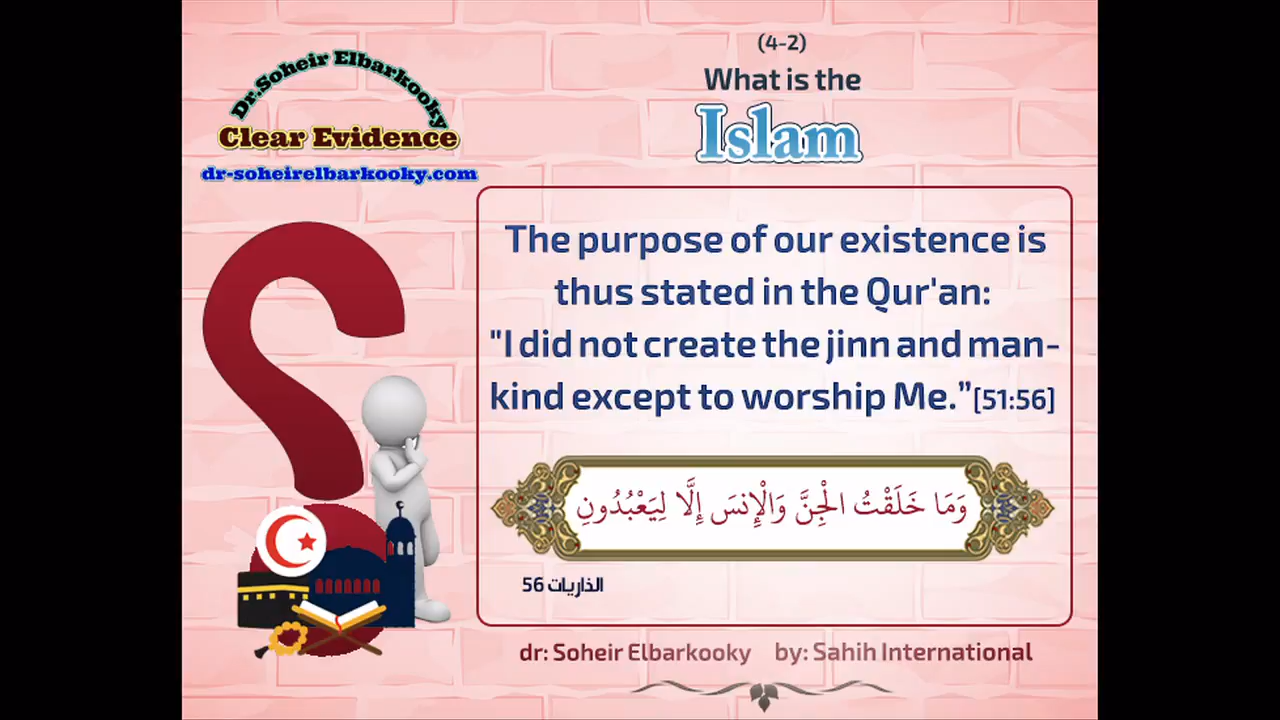 Dr.Soheir Elbarkooky
Clear Evidence
dr-soheirelbarkooky.com
(4-2)
What is the
Islam
The purpose of our existence is
thus stated in the Qur'an:
"I did not create the jinn and man-
kind except to worship Me.” [51:56]
وَمَا خَلَقْتُ الْجِنَّ وَالْإِنسَ إِلَّا لِيَعْبُدُونِ
الذاريات 56
dr: Soheir Elbarkooky by: Sahih International